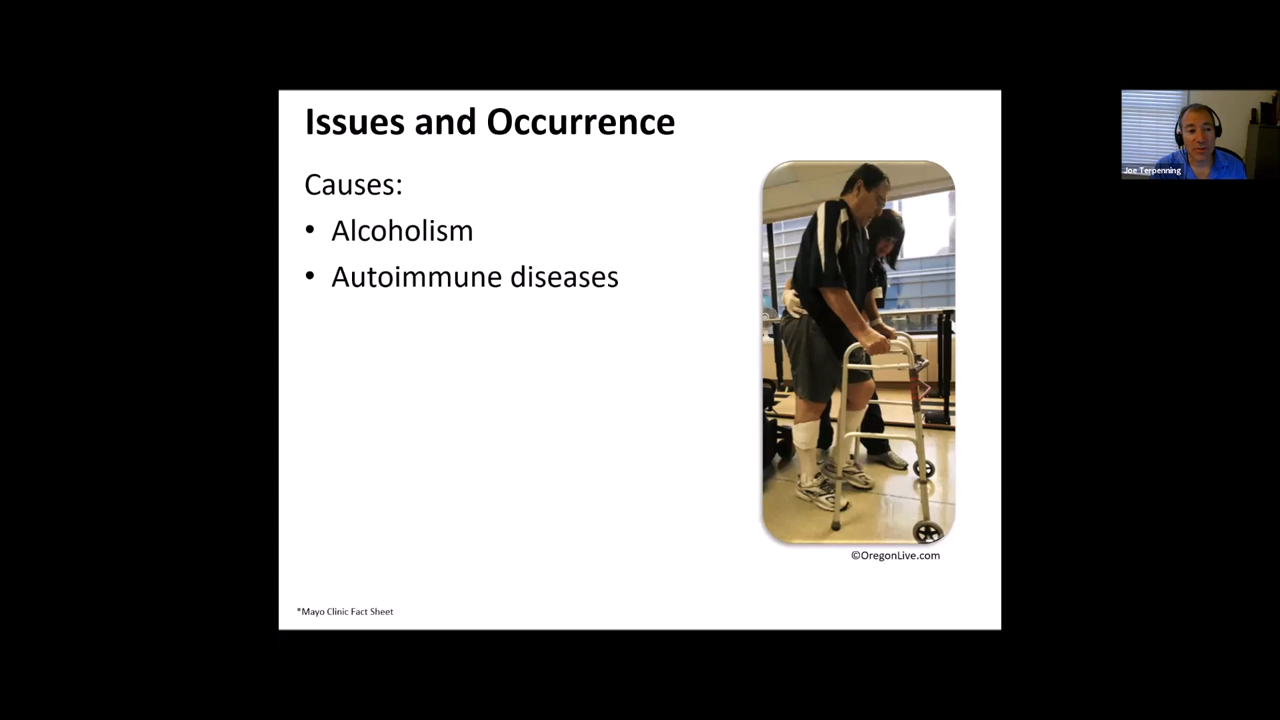 Issues and Occurrence
Causes:
• Alcoholism
• Autoimmune diseases
©OregonLive.com
*Mayo Clinic Fact Sheet
Joe Terpenning